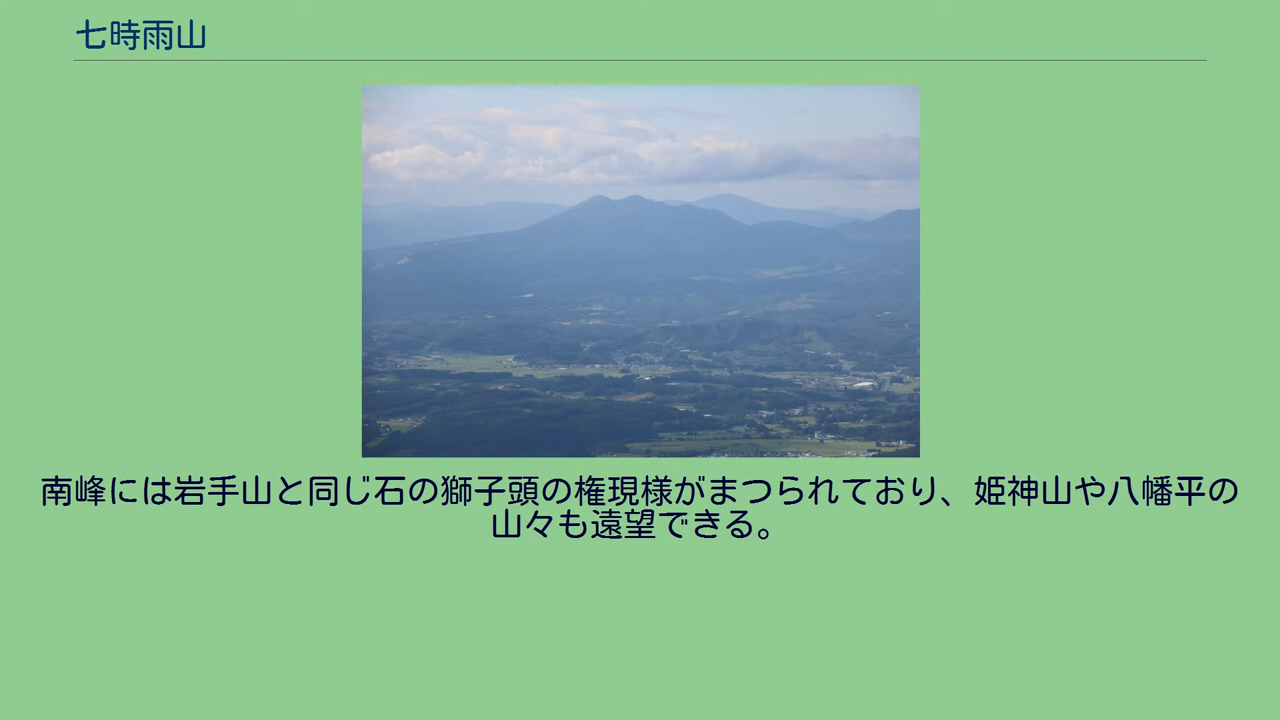 七時雨山
南峰には岩手山と同じ石の獅子頭の権現様がまつられており、姫神山や八幡平の
山々も遠望できる。